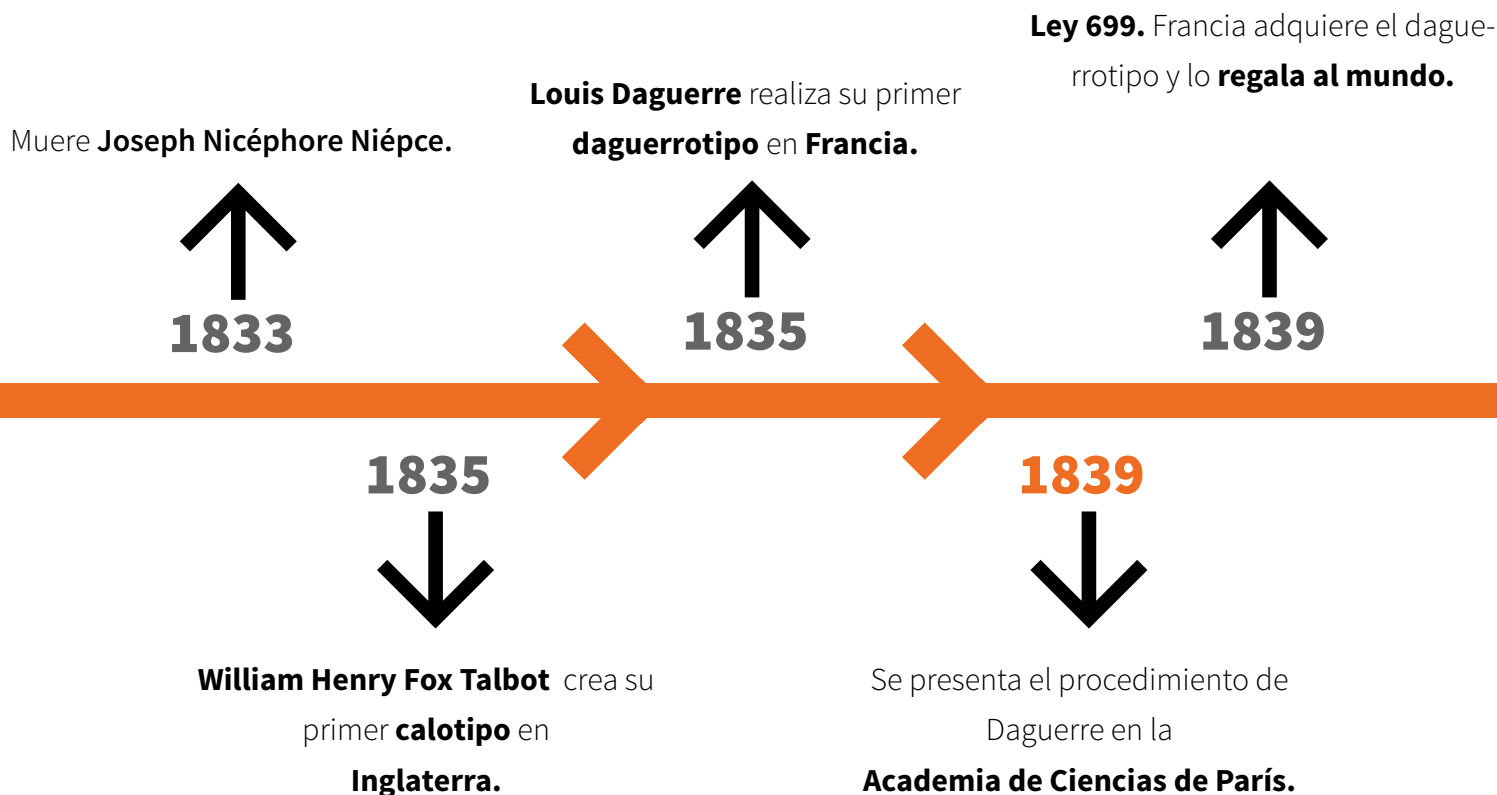 Muere Joseph Nicéphore Niépce.
1833
1835
William Henry Fox Talbot crea su
primer calotipo en
Inglaterra.
Louis Daguerre realiza su primer
daguerrotipo en Francia.
1835
1839
Se presenta el procedimiento de
Daguerre en la
Academia de Ciencias de París.
Ley 699. Francia adquiere el dague-
rrotipo y lo regala al mundo.
1839